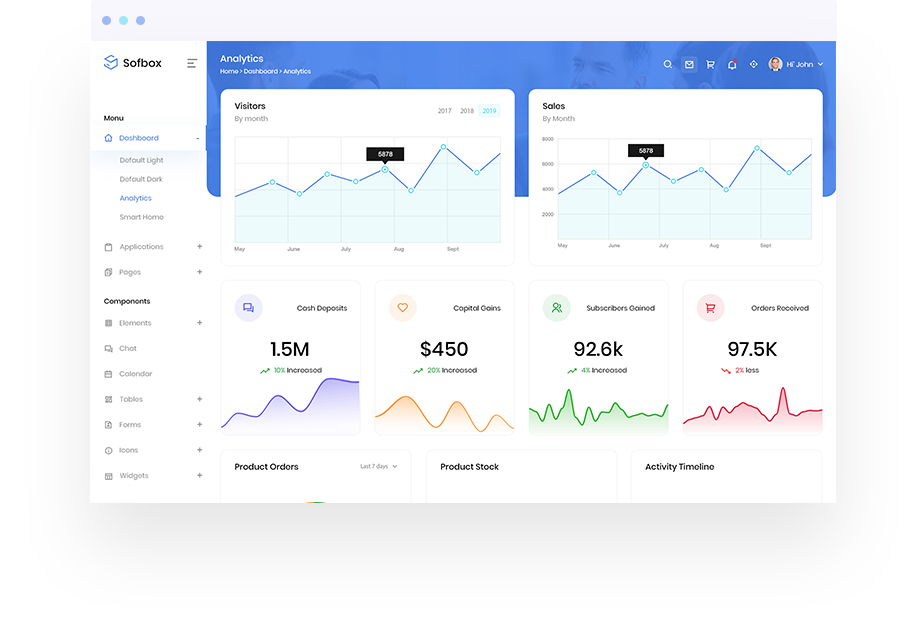 Sofbox
Menu
Dashboard -
Default Light
Default Dark
Analytics
Smart Home
Applications +
Pages +
Components
Elements +
Chat
Calendar
Tables +
Forms +
Icons +
Widgets +
Analytics
Home > Dashboard > Analytics
Hi' John
Visitors
By month
2017 2018 2019
5878
May June July Aug Sept
Sales
By Month
8000
6000
4000
2000
5878
May June July Aug Sept
Cash Deposits
1.5M
10% Increased
Capital Gains
$450
20% Increased
Subscribers Gained
92.6k
4% Increased
Orders Received
97.5K
2% less
Product Orders
Last 7 days
Product Stock
Activity Timeline